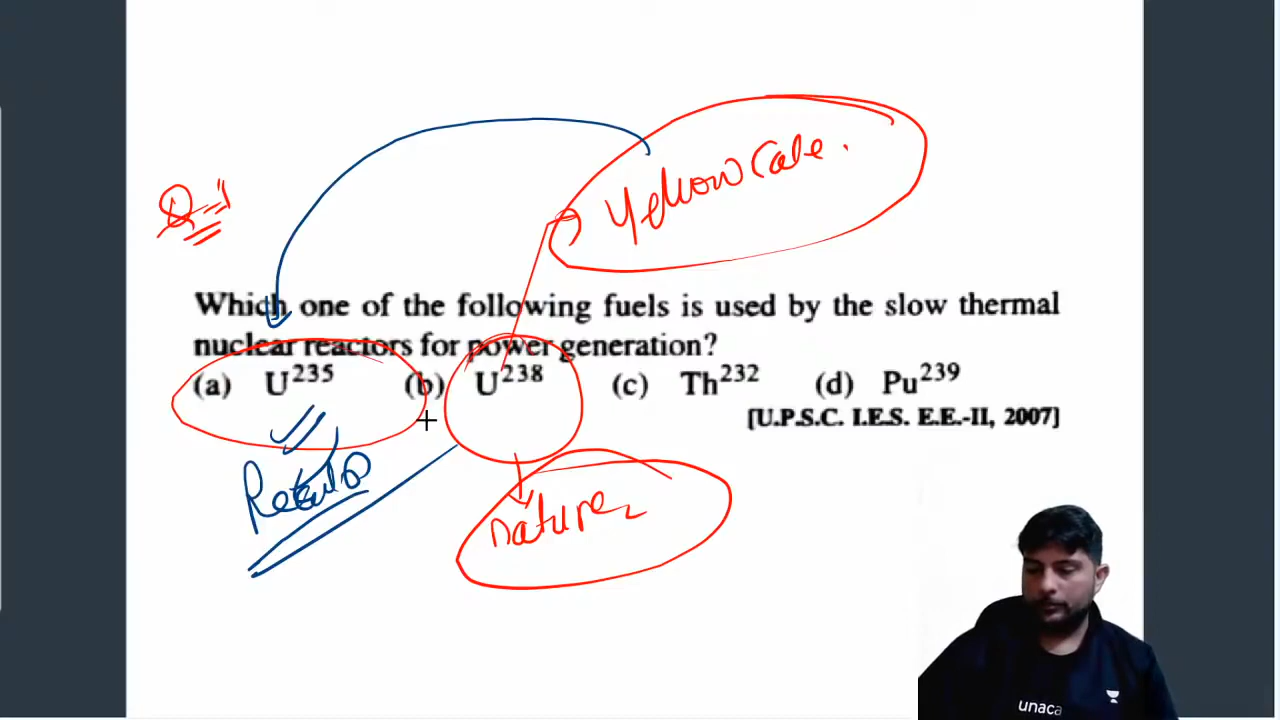 Yellow Cake.
Q-1
Which one of the following fuels is used by the slow thermal
nuclear reactors for power generation?
(a) U235 (b) U238 (c) Th232 (d) Pu239
[U.P.S.C. I.E.S. E.E.-II, 2007]
nature
unaca